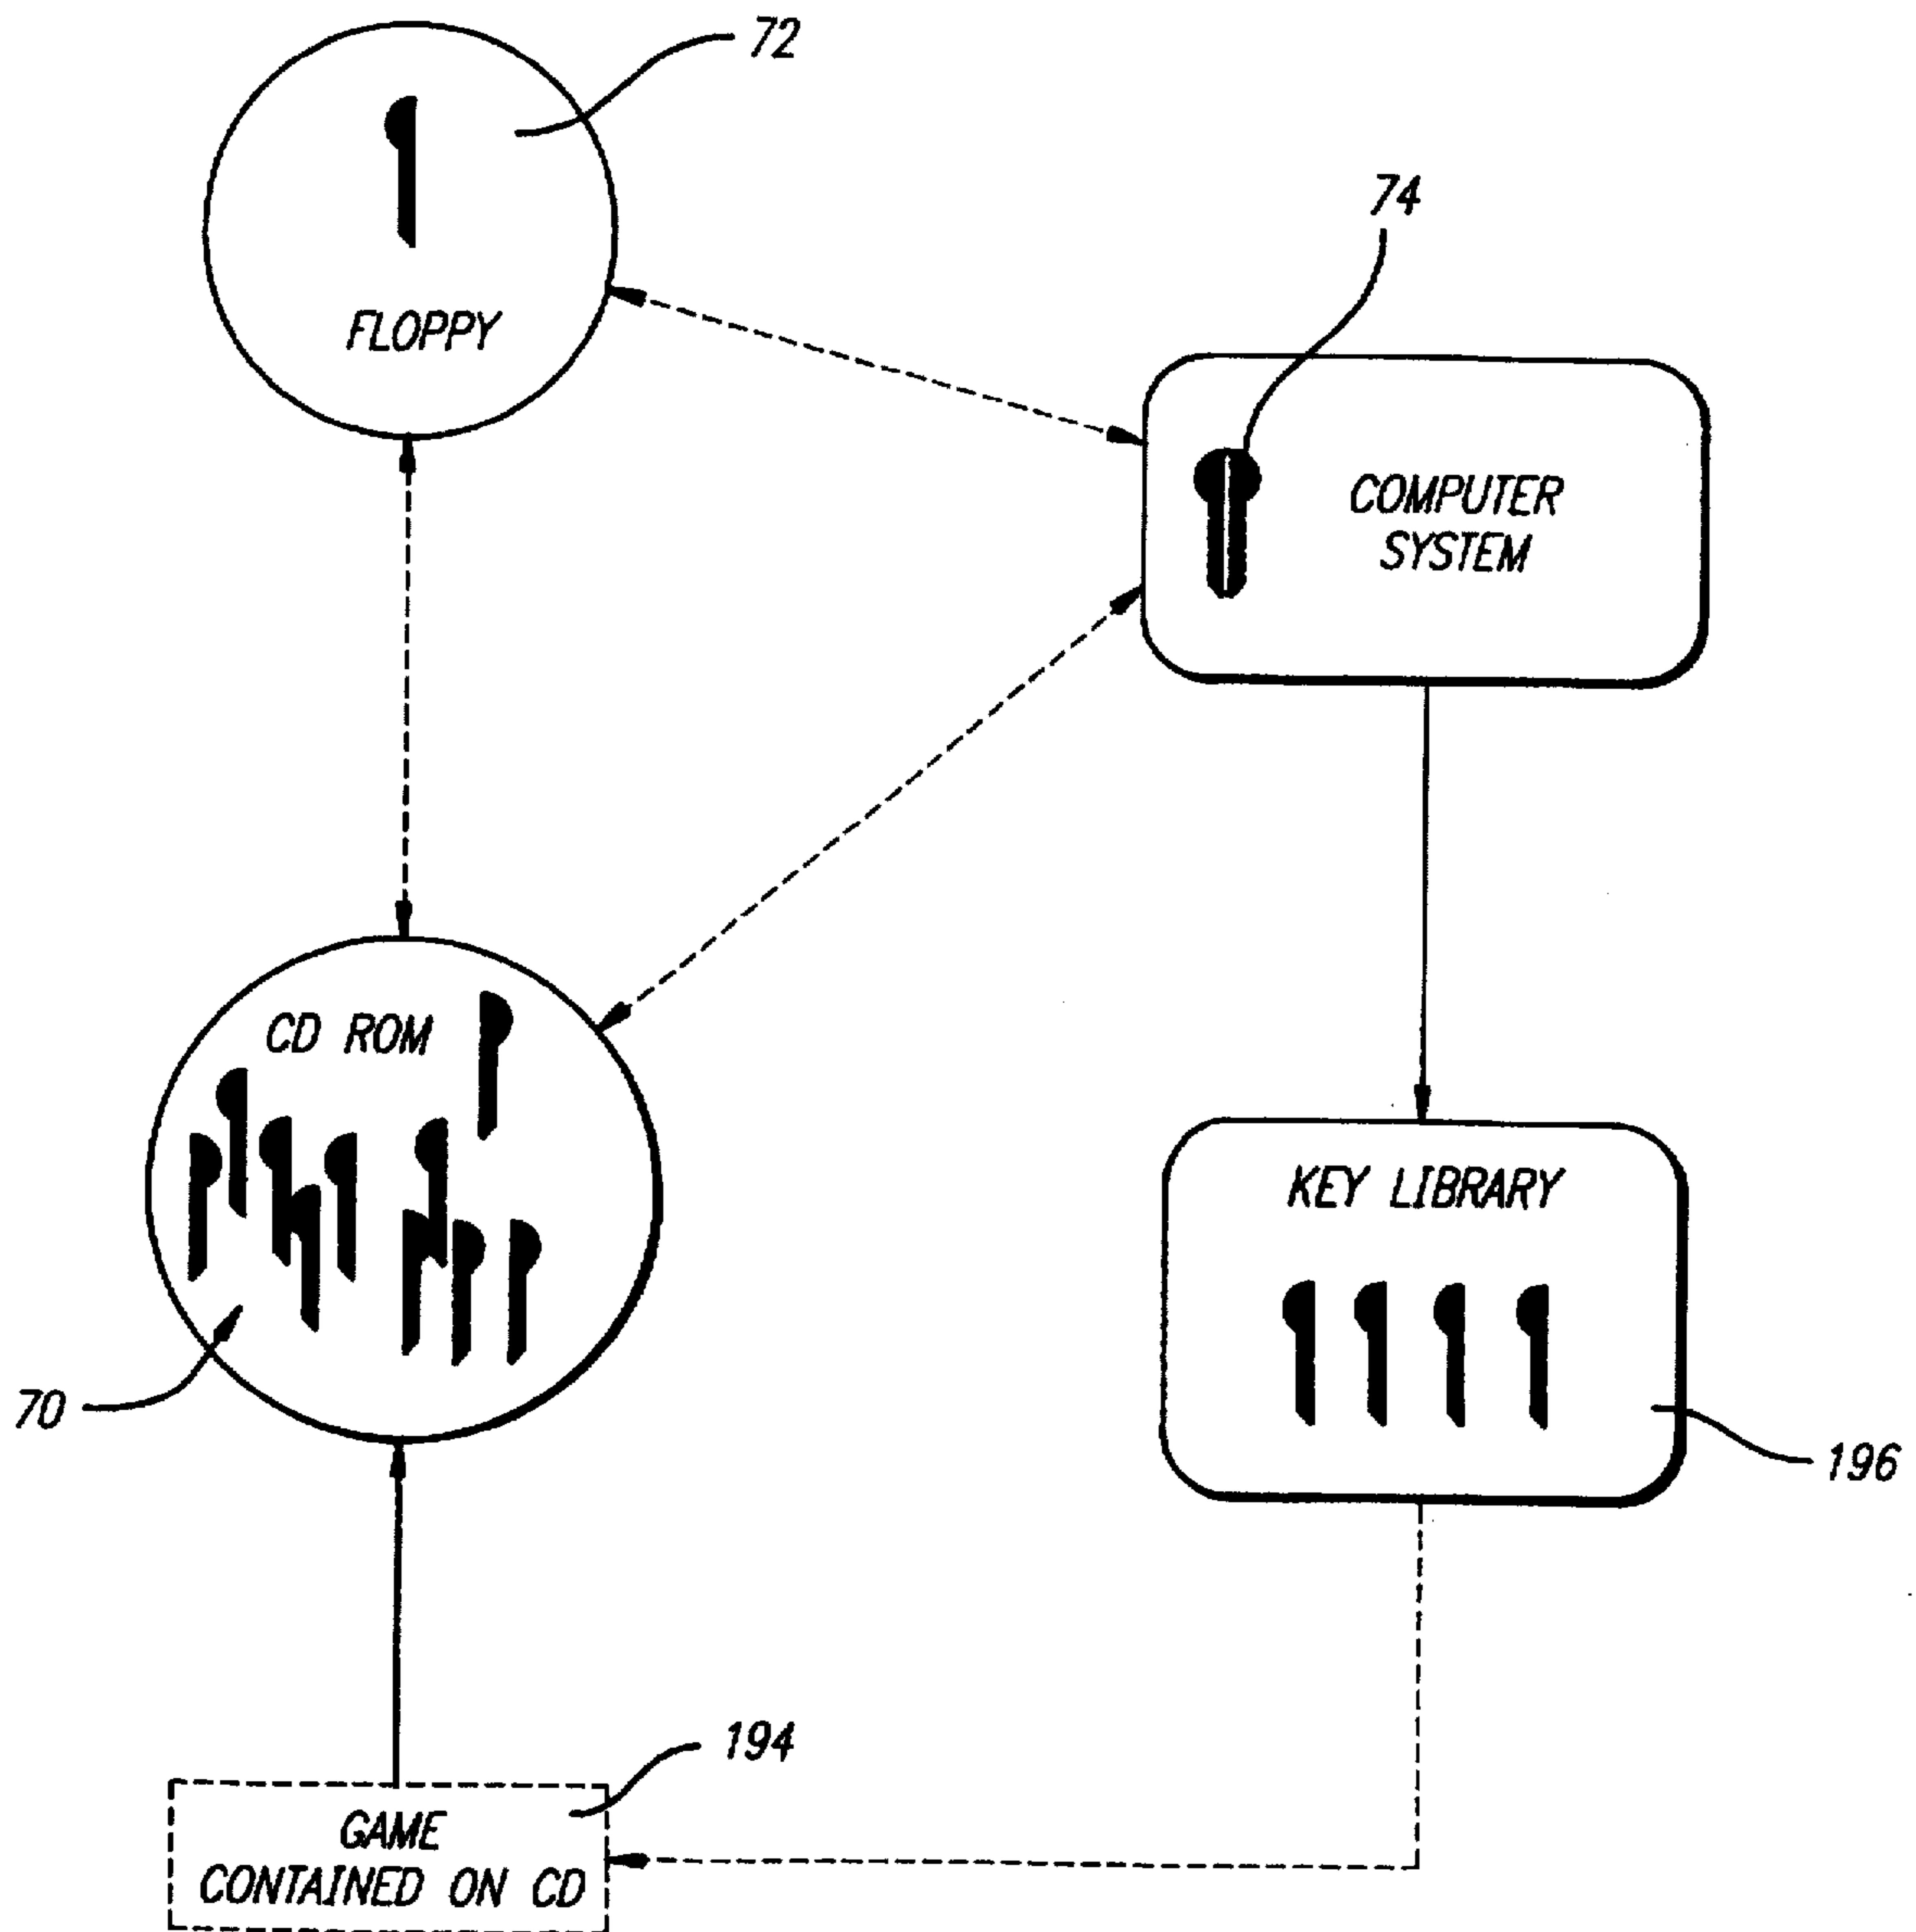 72
FLOPPY
74
COMPUTER
SYSTEM
CD ROM
70
KEY LIBRARY
196
194
GAME
CONTAINED ON CD